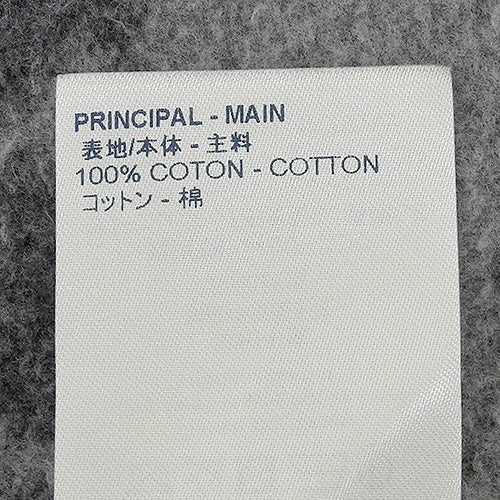 PRINCIPAL - MAIN
表地/本体 - 主料
100% COTON - COTTON
コットン - 棉